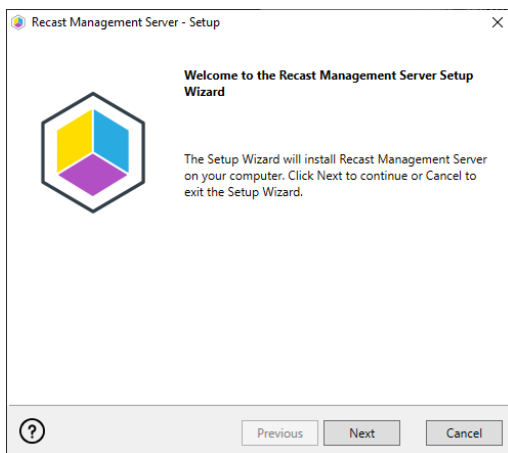 Recast Management Server - Setup
Welcome to the Recast Management Server Setup
Wizard
The Setup Wizard will install Recast Management Server
on your computer. Click Next to continue or Cancel to
exit the Setup Wizard.
?
Previous
Next
Cancel